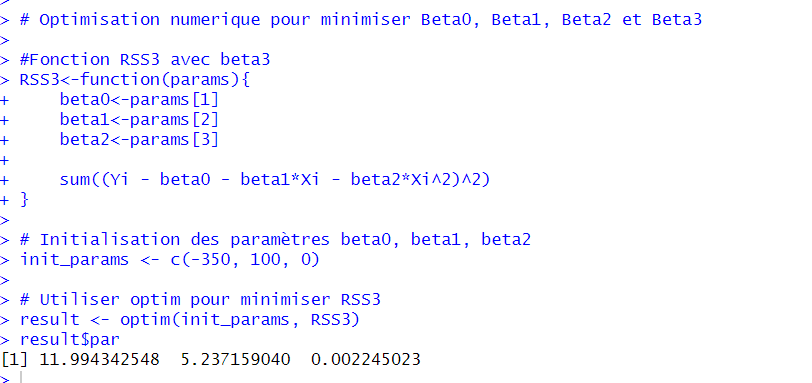 >
> # Optimisation numerique pour minimiser Beta0, Beta1, Beta2 et Beta3
>
> #Fonction RSS3 avec beta3
> RSS3<-function(params){
+     beta0<-params[1]
+     beta1<-params[2]
+     beta2<-params[3]
+
+     sum((Yi - beta0 - beta1*Xi - beta2*Xi^2)^2)
+ }
>
> # Initialisation des paramètres beta0, beta1, beta2
> init_params <- c(-350, 100, 0)
>
> # Utiliser optim pour minimiser RSS3
> result <- optim(init_params, RSS3)
> result$par
[1] 11.994342548  5.237159040  0.002245023
>